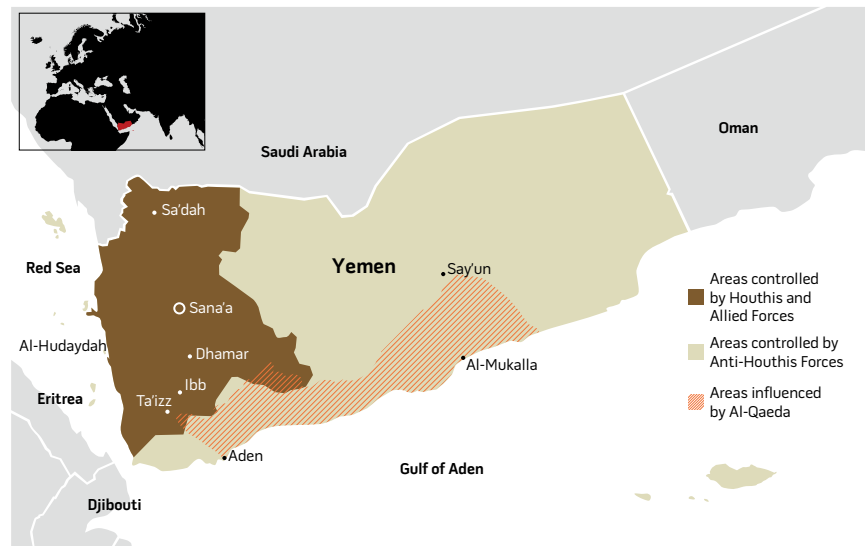 Oman
Saudi Arabia
Sa'dah
Red Sea
Yemen
Say'un
Sana'a
Al-Hudaydah
Dhamar
Al-Mukalla
Ibb
Eritrea
Ta'izz
Aden
Gulf of Aden
Djibouti
Areas controlled
by Houthis and
Allied Forces
Areas controlled by
Anti-Houthis Forces
Areas influenced
by Al-Qaeda